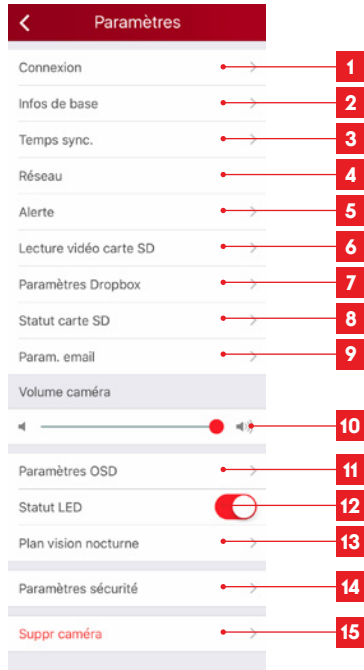 Paramètres
Connexion 1
Infos de base 2
Temps sync. 3
Réseau 4
Alerte 5
Lecture vidéo carte SD 6
Paramètres Dropbox 7
Statut carte SD 8
Param. email 9
Volume caméra
10
Paramètres OSD 11
Statut LED 12
Plan vision nocturne 13
Paramètres sécurité 14
Suppr caméra 15